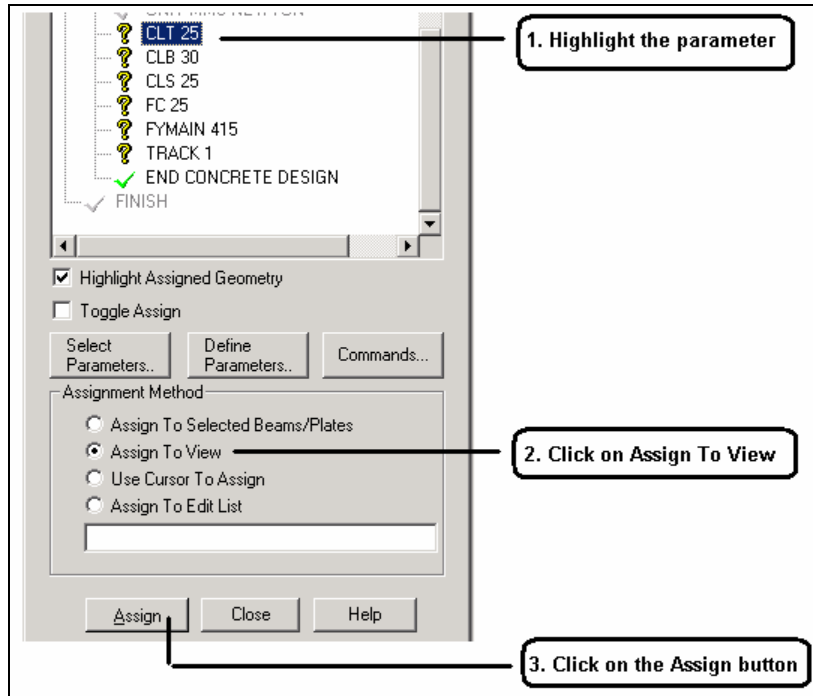 CLT 25
1. Highlight the parameter
CLB 30
CLS 25
FC 25
FYMAIN 415
TRACK 1
END CONCRETE DESIGN
FINISH
Highlight Assigned Geometry
Toggle Assign
Select Parameters..
Define Parameters..
Commands...
Assignment Method
Assign To Selected Beams/Plates
Assign To View
2. Click on Assign To View
Use Cursor To Assign
Assign To Edit List
Assign
Close
Help
3. Click on the Assign button